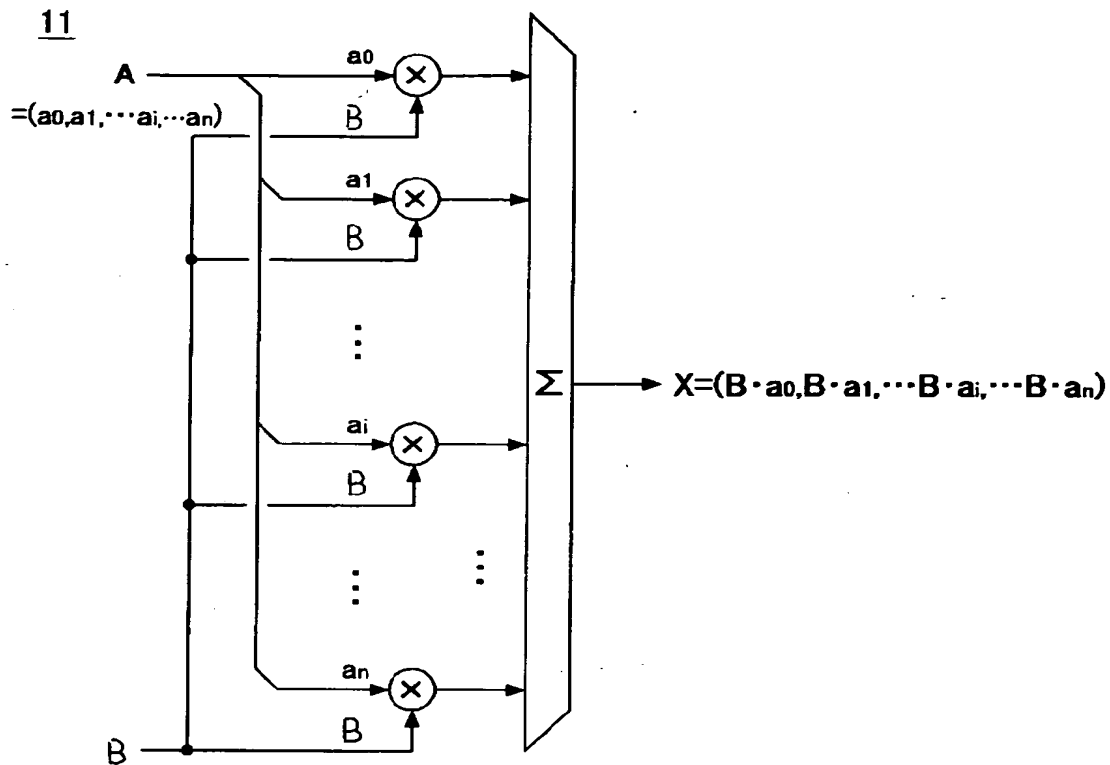 11
A
=(a0,a1,⋯ai,⋯an)
a0
×
B
a1
×
B
⋯
ai
×
B
⋯
⋯
an
×
B
B
Σ
X=(B・a0,B・a1,⋯B・ai,⋯B・an)